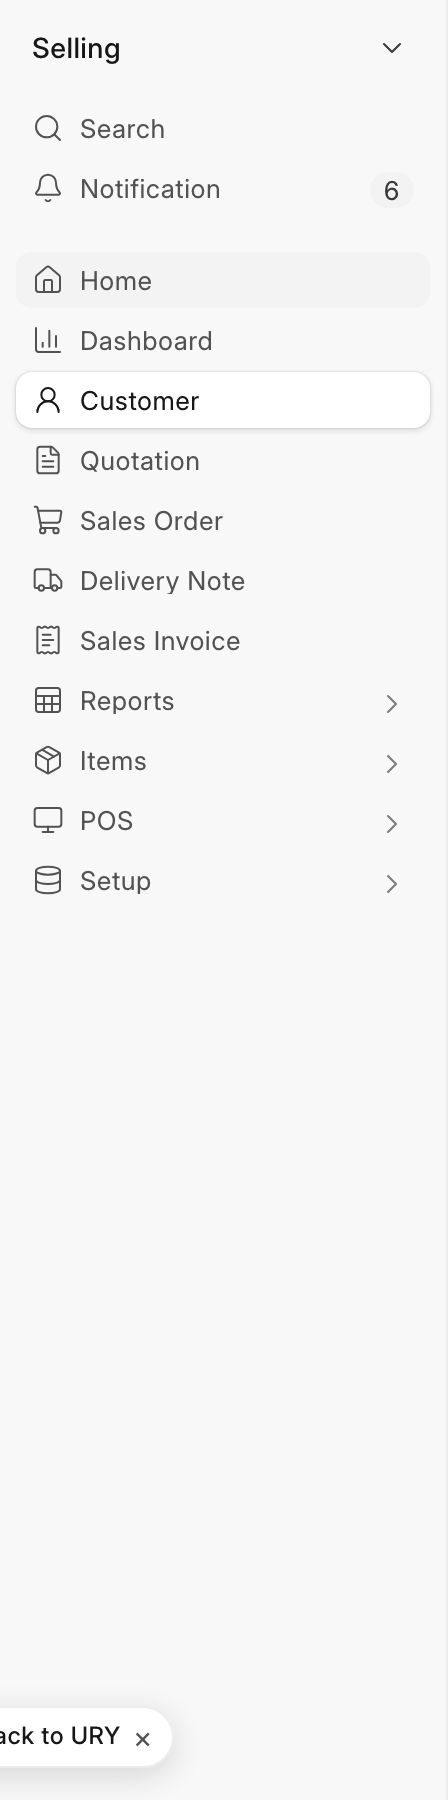 Selling
Search
Notification 6
Home
Dashboard
Customer
Quotation
Sales Order
Delivery Note
Sales Invoice
Reports
Items
POS
Setup
to URY